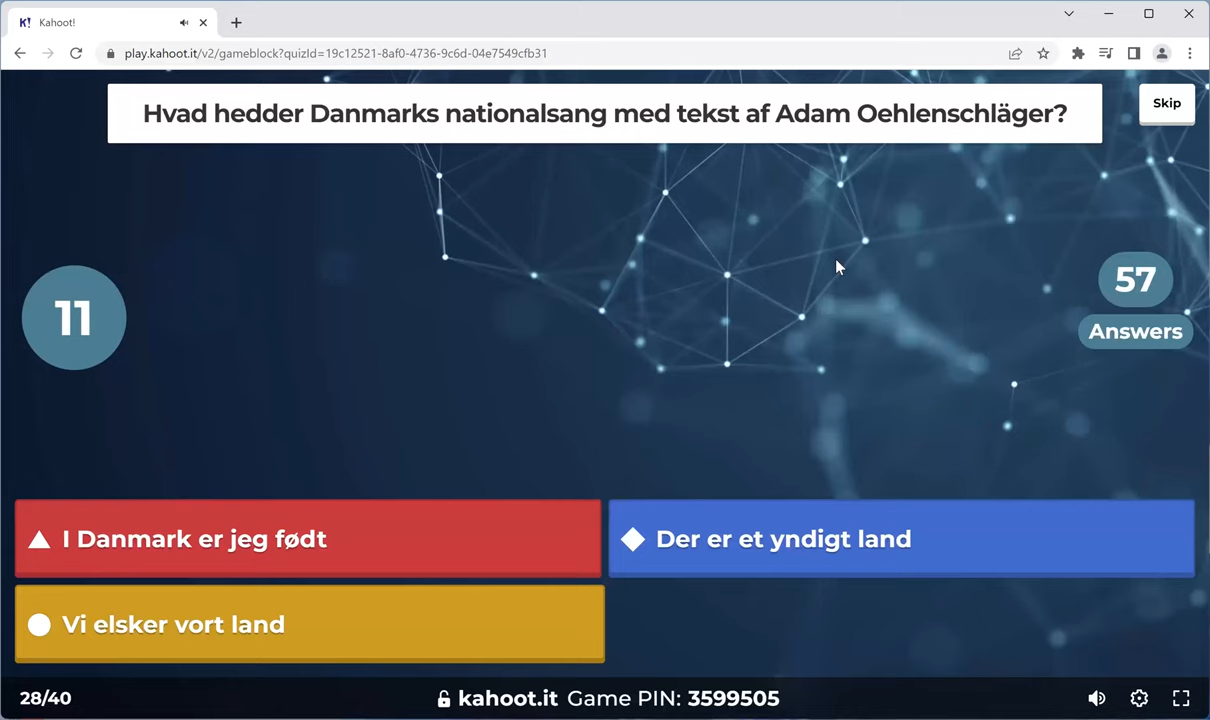 Kahoot!
play.kahoot.it/v2/gameblock?quizId=19c12521-8af0-4736-9c6d-04e7549cfb31
Hvad hedder Danmarks nationalsang med tekst af Adam Oehlenschläger?
Skip
11
57
Answers
I Danmark er jeg født
Der er et yndigt land
Vi elsker vort land
28/40
kahoot.it Game PIN: 3599505